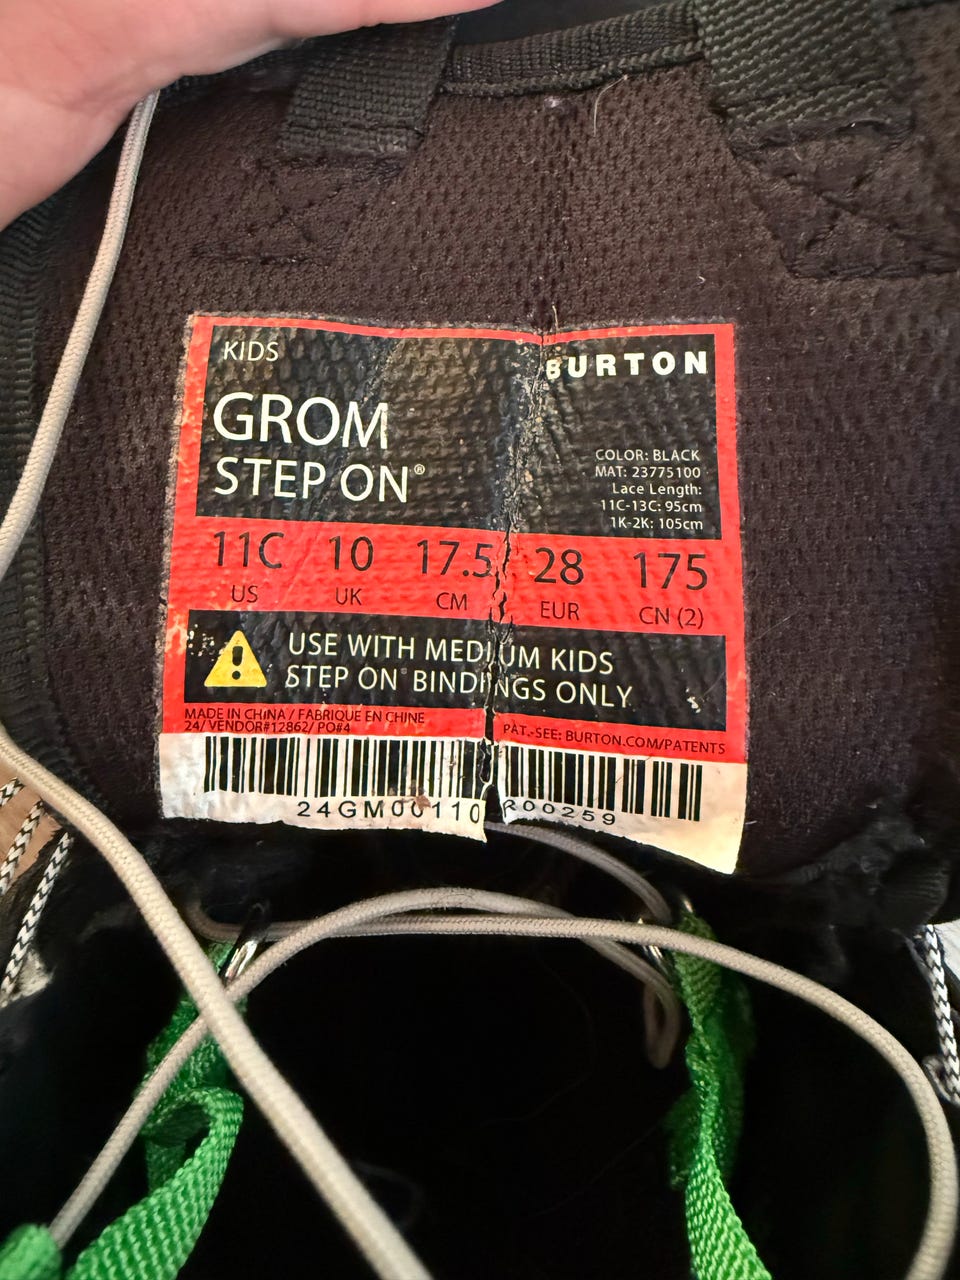 KIDS
BURTON
GROM
STEP ON®
COLOR: BLACK
MAT: 23775100
Lace Length:
11C-13C: 95cm
1K-2K: 105cm
11C 10 17.5 28 175
US UK CM EUR CN (2)
USE WITH MEDIUM KIDS
STEP ON® BINDINGS ONLY
MADE IN CHINA / FABRIQUE EN CHINE
24/ VENDOR#12862/ PO#4
PAT.-SEE: BURTON.COM/PATENTS
24GM00110R00259